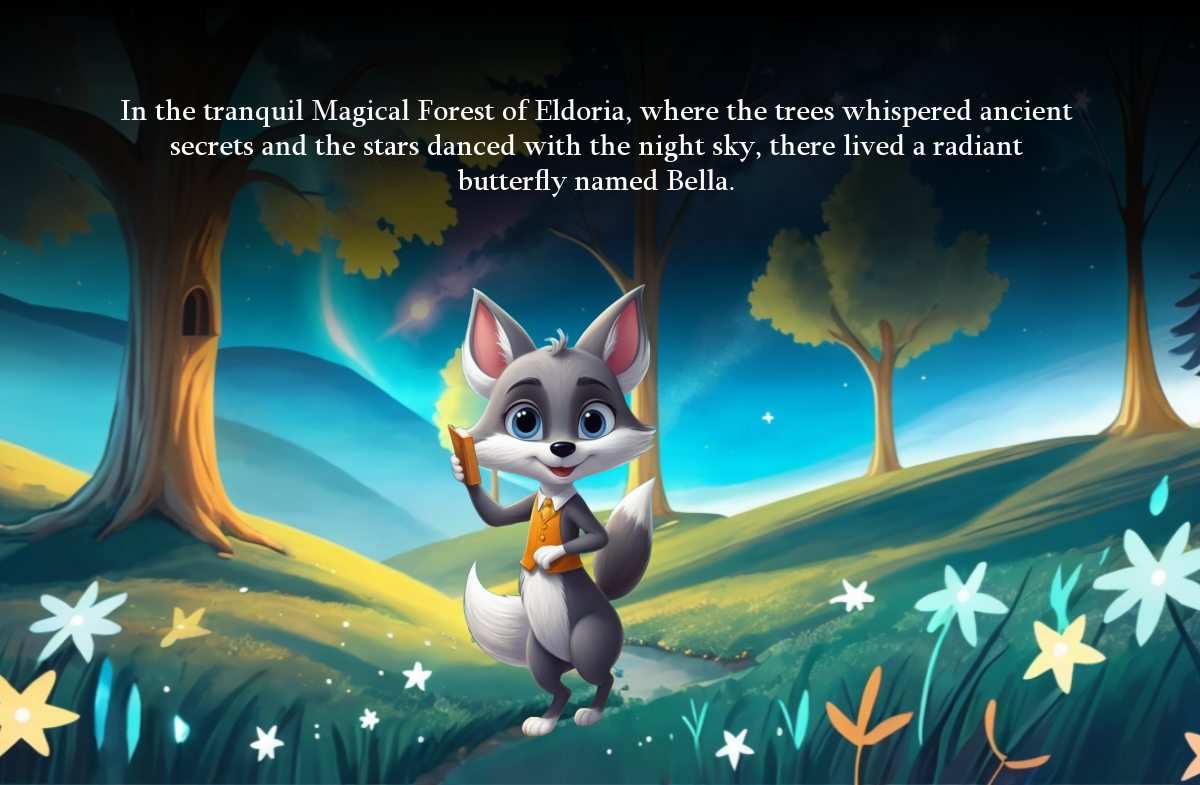 In the tranquil Magical Forest of Eldoria, where the trees whispered ancient
secrets and the stars danced with the night sky, there lived a radiant
butterfly named Bella.